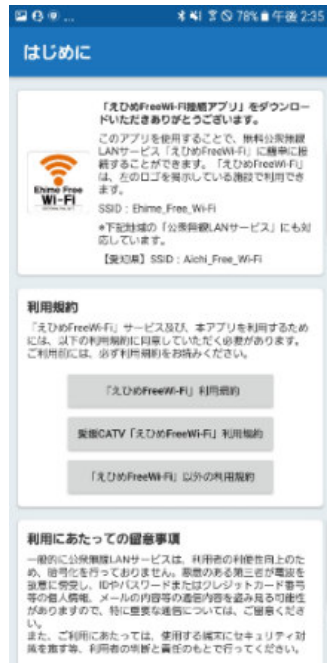 78% 午後 2:35
はじめに
「えひめFreeWi-Fi接続アプリ」をダウンロー
ドいただきありがとうございます。
このアプリを使用することで、無料公衆無線
LANサービス「えひめFreeWi-Fi」に簡単に接
続することができます。「えひめFreeWi-Fi」
は、左のロゴを掲示している施設で利用でき
ます。
Ehime Free
Wi-Fi
SSID:Ehime_Free_Wi-Fi
*下記地域の「公衆無線LANサービス」にも対
応しています。
【愛知県】SSID:Aichi_Free_Wi-Fi
利用規約
「えひめFreeWi-Fi」サービス及び、本アプリを利用するため
には、以下の利用規約に同意していただく必要があります。
ご利用前には、必ず利用規約をお読みください。
「えひめFreeWi-Fi」利用規約
愛媛CATV「えひめFreeWi-Fi」利用規約
「えひめFreeWi-Fi」以外の利用規約
利用にあたっての留意事項
一般的に公衆無線LANサービスは、利用者の利便性向上のた
め、暗号化を行っておりません。悪意のある第三者が電波を
故意に傍受し、IDやパスワードまたはクレジットカード番号
等の個人情報、メールの内容等の通信内容を盗み見る可能性
がありますので、特に重要な通信については、ご留意くださ
い。
また、ご利用にあたっては、使用する端末にセキュリティ対
策を施す等、利用者の判断と責任のもとで行ってください。